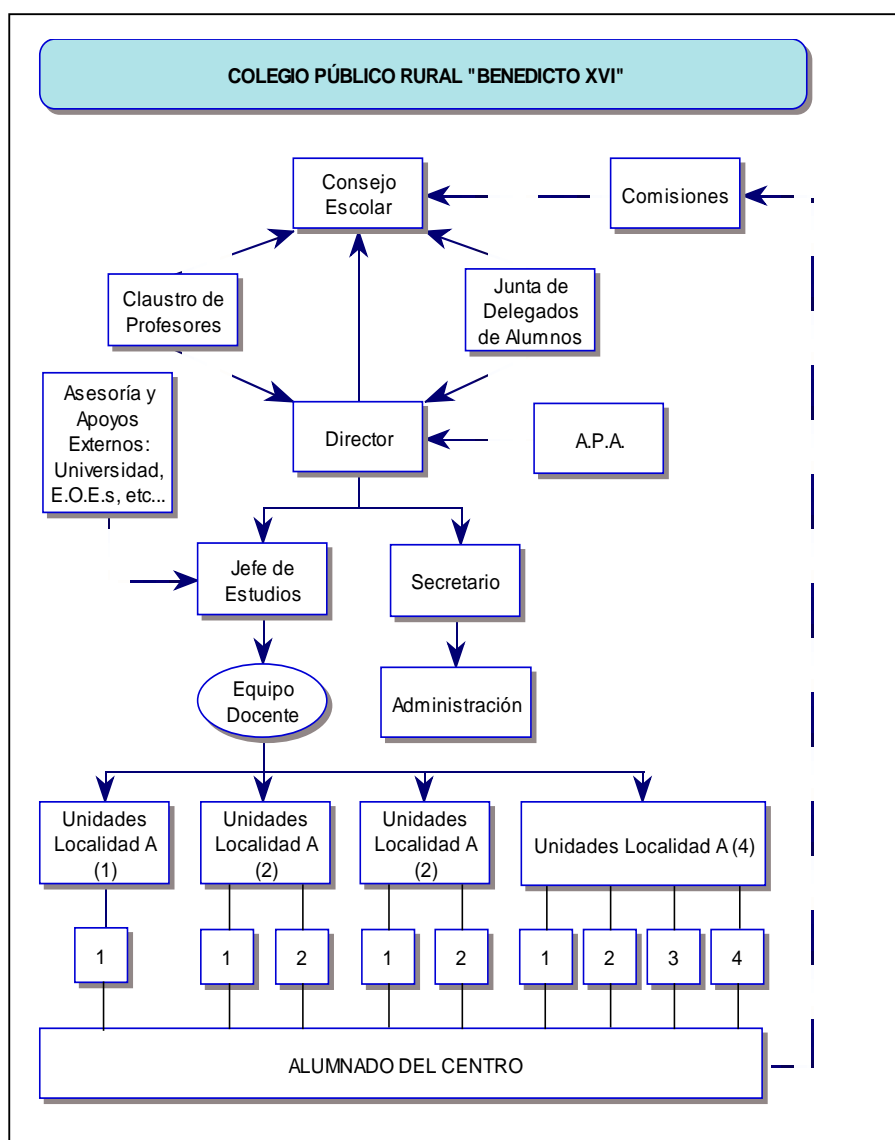 COLEGIO PÚBLICO RURAL "BENEDICTO XVI"
Consejo
Escolar
Comisiones
Claustro de
Profesores
Junta de
Delegados
de Alumnos
Asesoría y
Apoyos
Externos:
Universidad,
E.O.E.s, etc...
Director
A.P.A.
Jefe de
Estudios
Secretario
Equipo
Docente
Administración
Unidades
Localidad A
(1)
Unidades
Localidad A
(2)
Unidades
Localidad A
(2)
Unidades Localidad A (4)
1
1
2
1
2
1
2
3
4
ALUMNADO DEL CENTRO